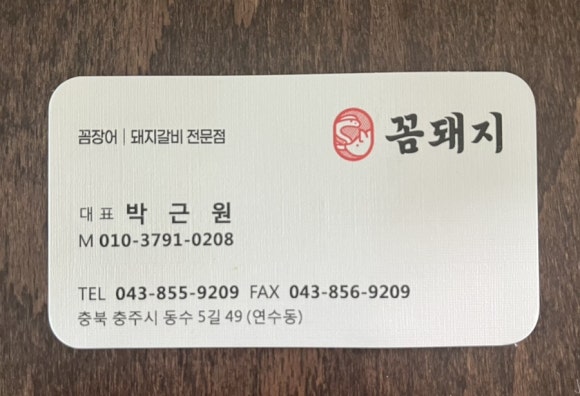 꼼장어 | 돼지갈비 전문점
꼼돼지
대표 박근원
M 010-3791-0208
TEL 043-855-9209 FAX 043-856-9209
충북 충주시 동수 5길 49 (연수동)